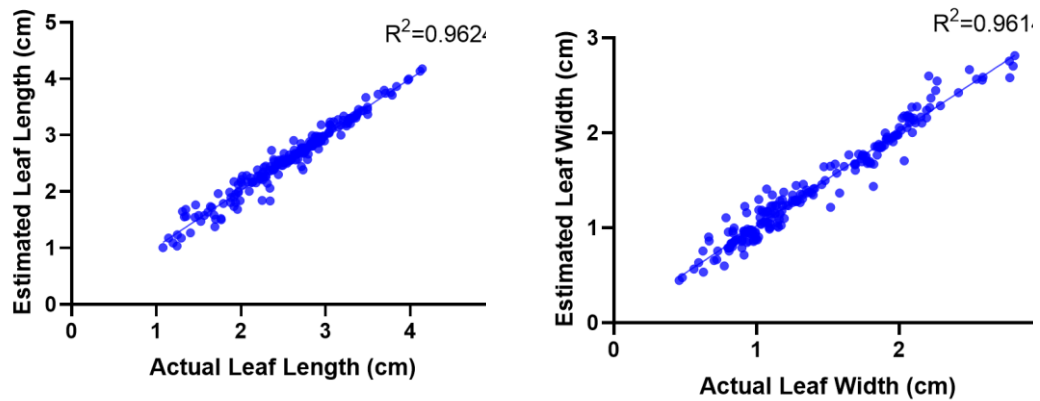 R²=0.9624
Estimated Leaf Length (cm)
5
4
3
2
1
0
0 1 2 3 4
Actual Leaf Length (cm)
R²=0.961
Estimated Leaf Width (cm)
3
2
1
0
0 1 2
Actual Leaf Width (cm)